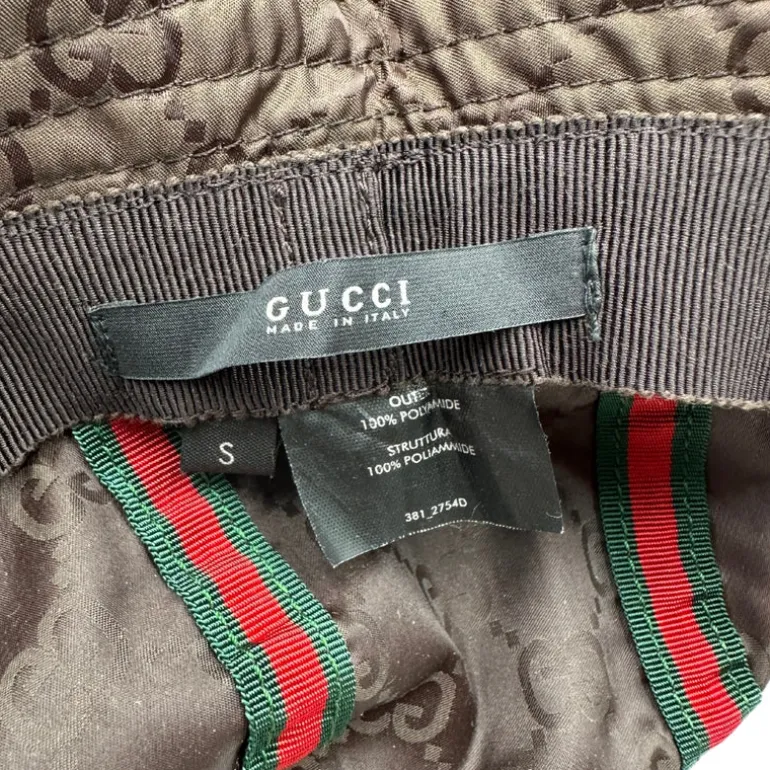 GUCCI
MADE IN ITALY
S
OUTER
100% POLYAMIDE
STRUTTURA
100% POLIAMMIDE
381_2754D